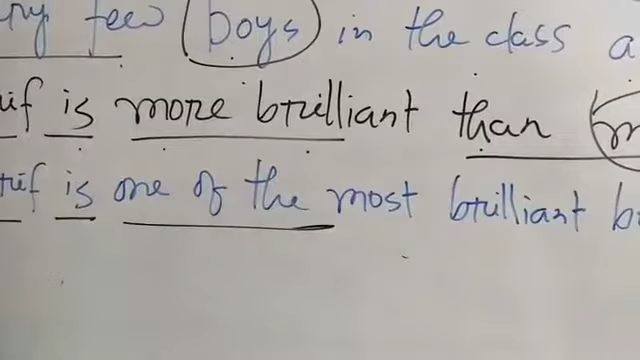 few boys in the class a
is more brilliant than
is one of the most brilliant